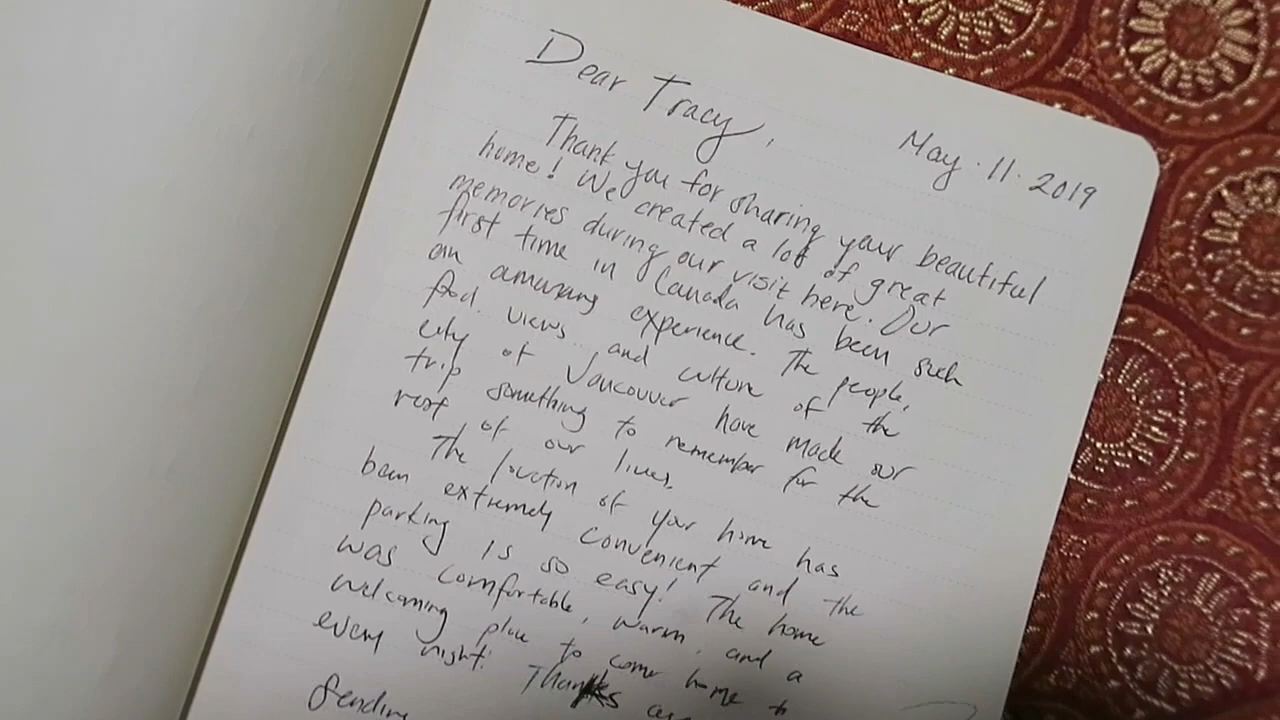 Dear Tracy,
May. 11. 2019
Thank you for sharing your beautiful
home! We created a lot of great
memories during our visit here. Our
first time in Canada has been such
an amazing experience. The people,
food, views and culture of the
city of Vancouver have made our
trip something to remember for the
rest of our lives.
The location of your home has
been extremely convenient and the
parking is so easy! The home
was comfortable, warm, and a
welcoming place to come home to
every night. Thanks
Sending